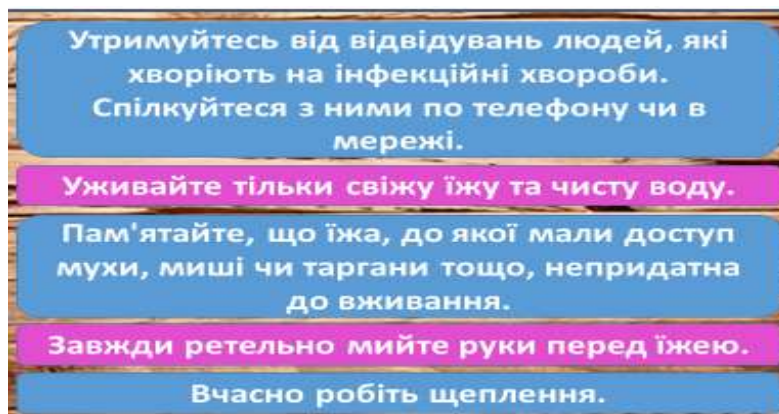 Утримуйтесь від відвідувань людей, які
хворіють на інфекційні хвороби.
Спілкуйтеся з ними по телефону чи в
мережі.
Уживайте тільки свіжу їжу та чисту воду.
Пам'ятайте, що їжа, до якої мали доступ
мухи, миші чи таргани тощо, непридатна
до вживання.
Завжди ретельно мийте руки перед їжею.
Вчасно робіть щеплення.